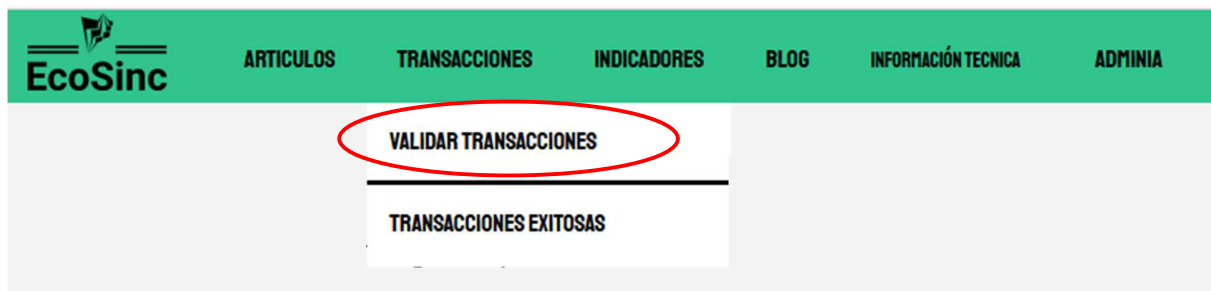 EcoSinc
ARTICULOS TRANSACCIONES INDICADORES BLOG INFORMACIÓN TECNICA ADMINIA
VALIDAR TRANSACCIONES
TRANSACCIONES EXITOSAS